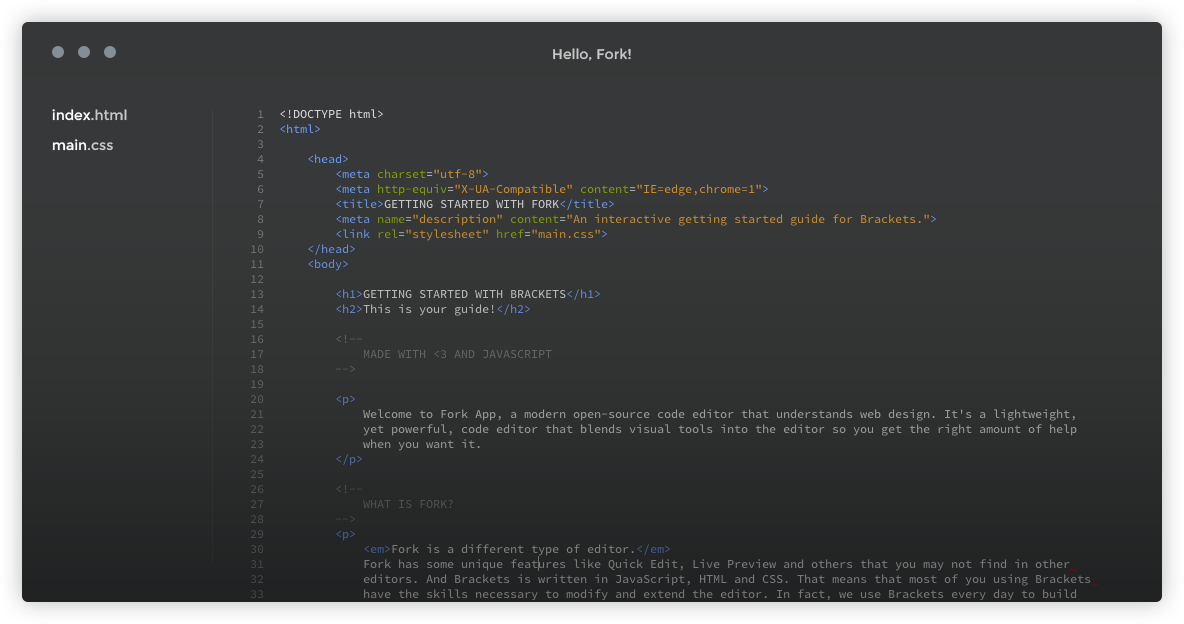 Hello, Fork!
index.html
main.css
1 <!DOCTYPE html>
2 <html>
3
4 <head>
5 <meta charset="utf-8">
6 <meta http-equiv="X-UA-Compatible" content="IE=edge,chrome=1">
7 <title>GETTING STARTED WITH FORK</title>
8 <meta name="description" content="An interactive getting started guide for Brackets.">
9 <link rel="stylesheet" href="main.css">
10 </head>
11 <body>
12
13 <h1>GETTING STARTED WITH BRACKETS</h1>
14 <h2>This is your guide!</h2>
15
16 <!--
17 MADE WITH <3 AND JAVASCRIPT
18 -->
19
20 <p>
21 Welcome to Fork App, a modern open-source code editor that understands web design. It's a lightweight,
22 yet powerful, code editor that blends visual tools into the editor so you get the right amount of help
23 when you want it.
24 </p>
25
26 <!--
27 WHAT IS FORK?
28 -->
29 <p>
30 <em>Fork is a different type of editor.</em>
31 Fork has some unique features like Quick Edit, Live Preview and others that you may not find in other
32 editors. And Brackets is written in JavaScript, HTML and CSS. That means that most of you using Brackets
33 have the skills necessary to modify and extend the editor. In fact, we use Brackets every day to build